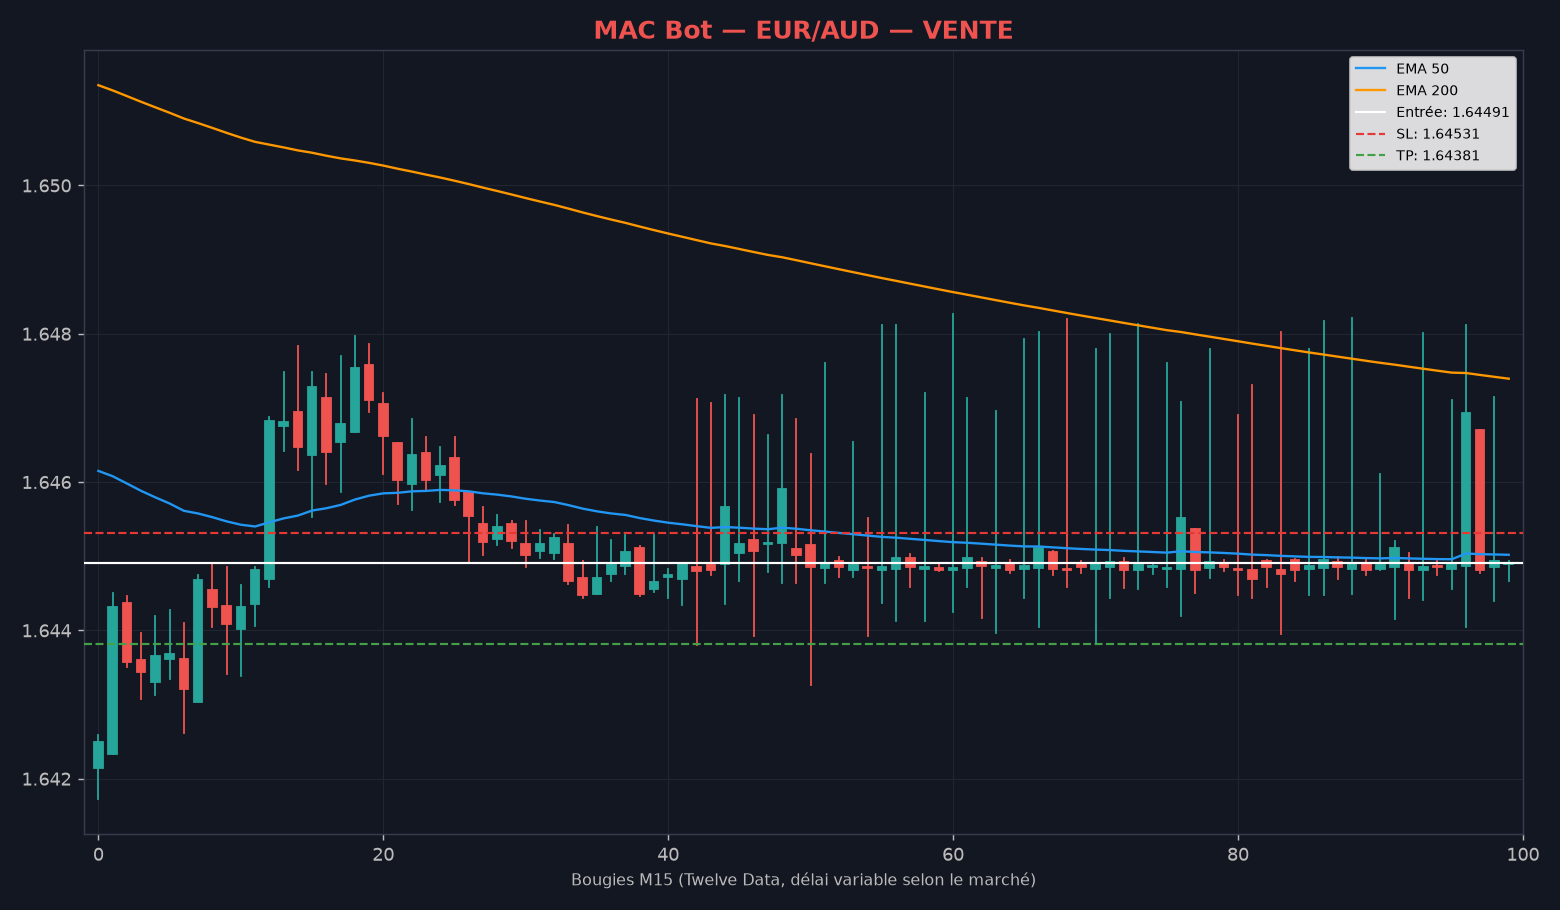 MAC Bot — EUR/AUD — VENTE
EMA 50
EMA 200
Entrée: 1.64491
SL: 1.64531
TP: 1.64381
1.650
1.648
1.646
1.644
1.642
0 20 40 60 80 100
Bougies M15 (Twelve Data, délai variable selon le marché)